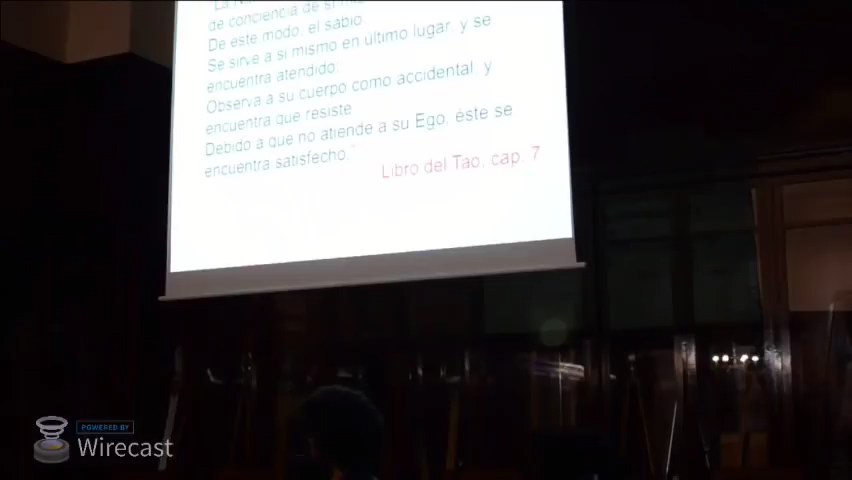 "La
de conciencia de sí
De este modo, el sabio.
Se sirve a si mismo en último lugar, y se
encuentra atendido;
Observa a su cuerpo como accidental, y
encuentra que resiste
Debido a que no atiende a su Ego, éste se
encuentra satisfecho."
Libro del Tao, cap. 7
POWERED BY
Wirecast